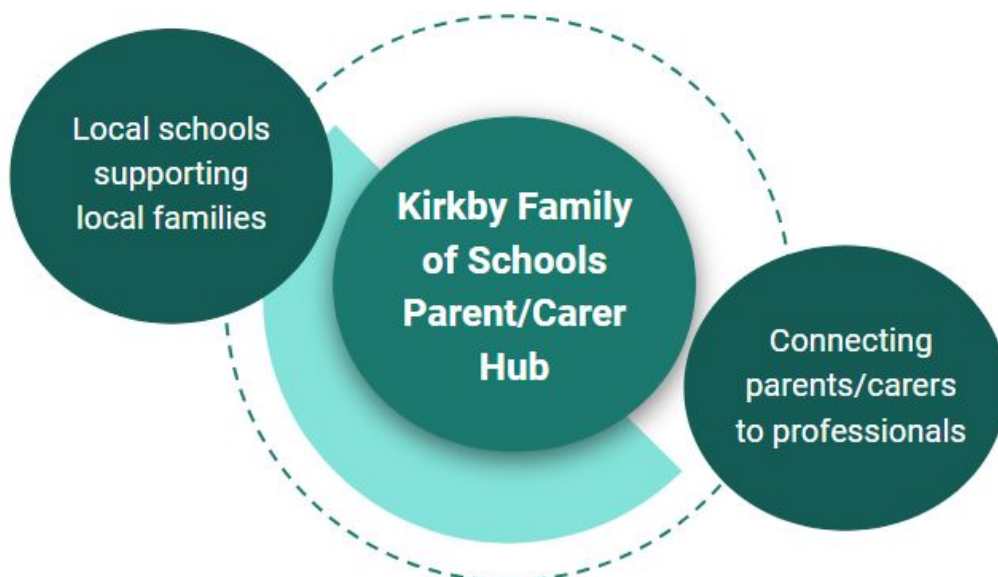 Local schools
supporting
local families
Kirkby Family
of Schools
Parent/Carer
Hub
Connecting
parents/carers
to professionals